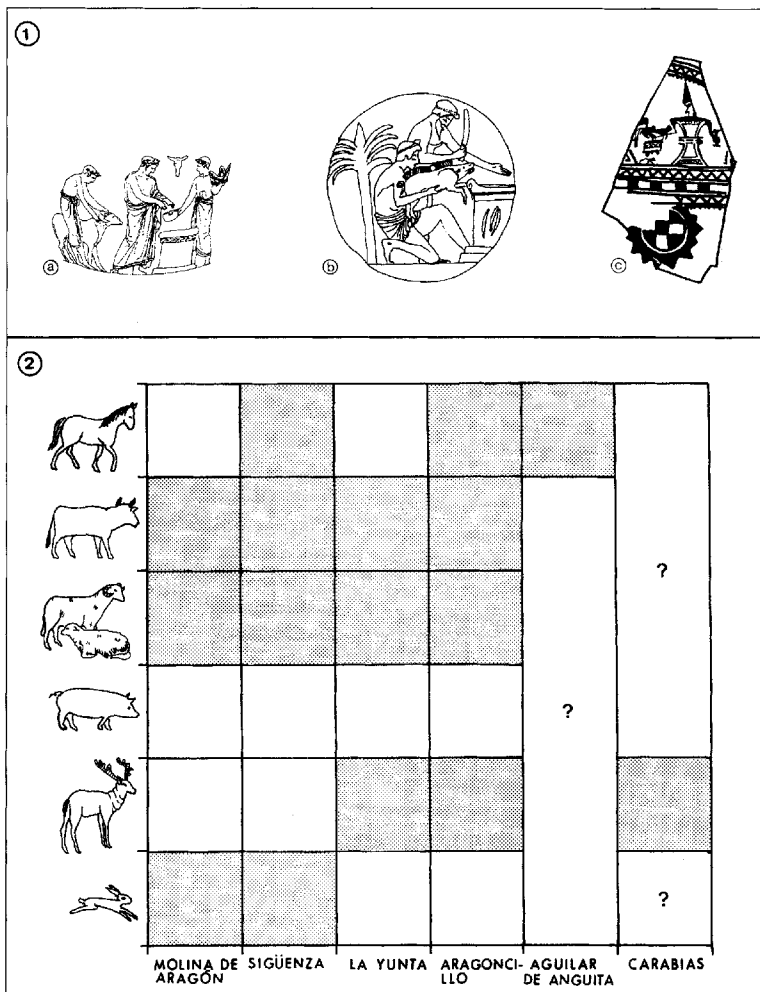 1
a
b
c
2
?
?
?
MOLINA DE ARAGÓN
SIGÜENZA
LA YUNTA
ARAGONCI-LLO
AGUILAR DE ANGUITA
CARABIAS